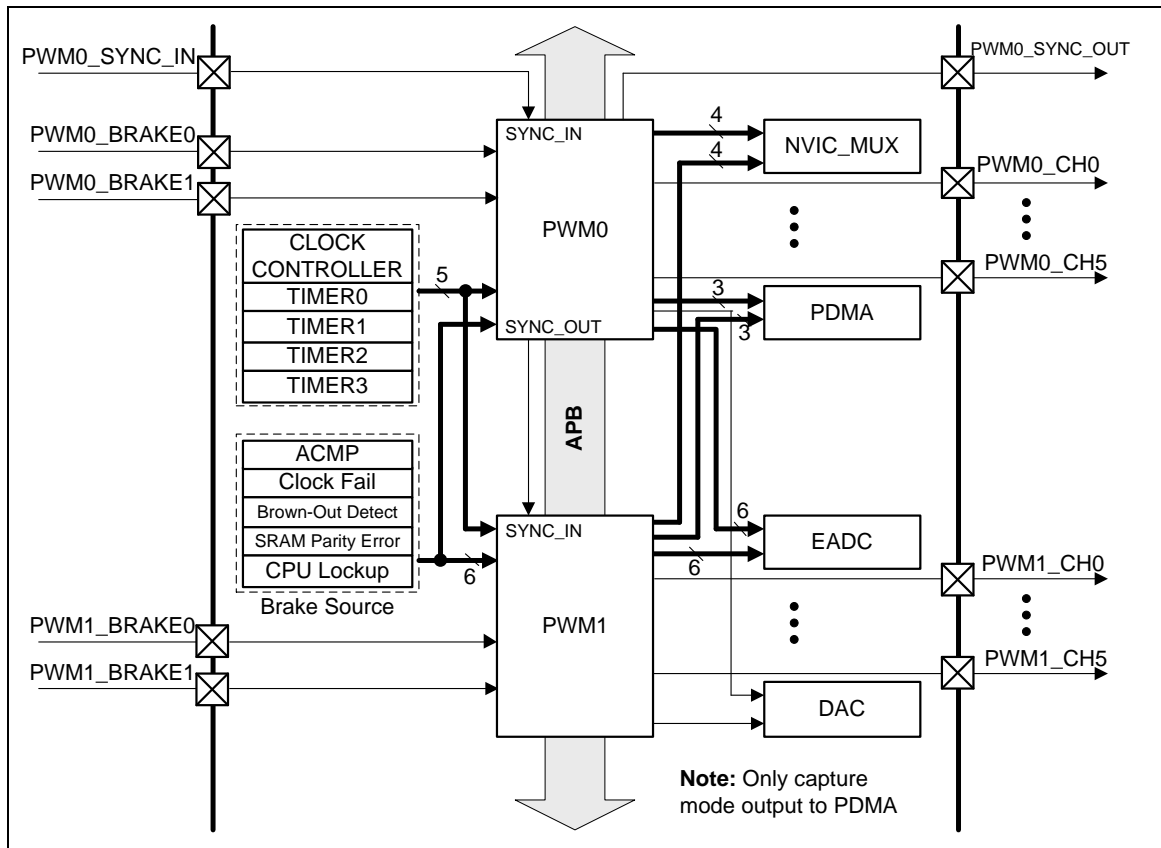 PWM0_SYNC_IN
PWM0_SYNC_OUT
PWM0_BRAKE0
PWM0_BRAKE1
SYNC_IN
PWM0
SYNC_OUT
4
4
NVIC_MUX
PWM0_CH0
PWM0_CH5
CLOCK
CONTROLLER
TIMER0
TIMER1
TIMER2
TIMER3
5
3
3
PDMA
APB
ACMP
Clock Fail
Brown-Out Detect
SRAM Parity Error
CPU Lockup
Brake Source
6
SYNC_IN
PWM1
6
6
EADC
PWM1_CH0
PWM1_CH5
PWM1_BRAKE0
PWM1_BRAKE1
DAC
Note: Only capture
mode output to PDMA